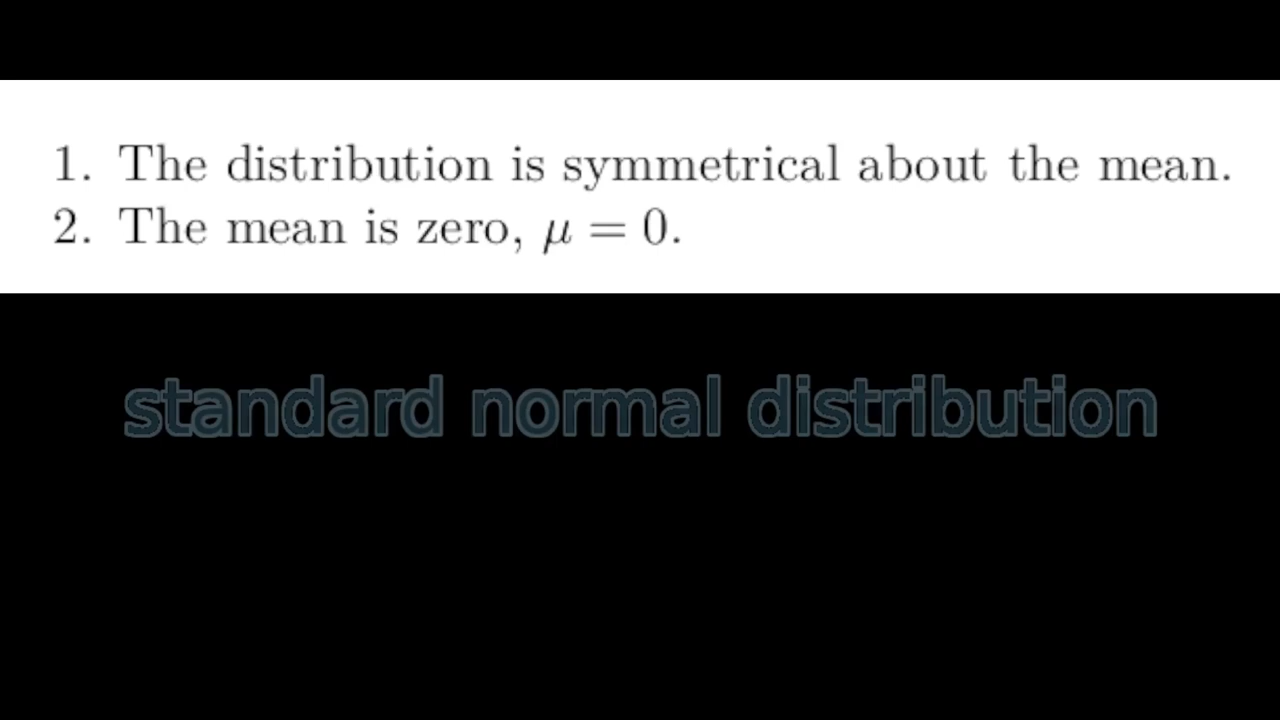 1. The distribution is symmetrical about the mean.
2. The mean is zero, μ = 0.
standard normal distribution